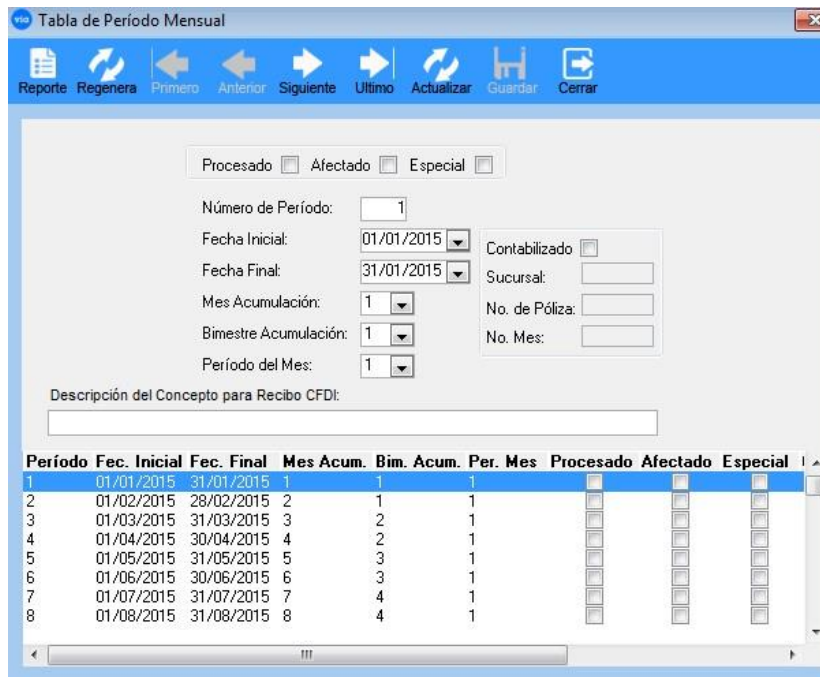 via Tabla de Período Mensual
Reporte Regenera Primero Anterior Siguiente Ultimo Actualizar Guardar Cerrar
Procesado Afectado Especial
Número de Período: 1
Fecha Inicial: 01/01/2015
Contabilizado
Fecha Final: 31/01/2015
Sucursal:
Mes Acumulación: 1
No. de Póliza:
Bimestre Acumulación: 1
No. Mes:
Período del Mes: 1
Descripción del Concepto para Recibo CFDI:
Período Fec. Inicial Fec. Final Mes Acum. Bim. Acum. Per. Mes Procesado Afectado Especial
1 01/01/2015 31/01/2015 1 1 1
2 01/02/2015 28/02/2015 2 1 1
3 01/03/2015 31/03/2015 3 2 1
4 01/04/2015 30/04/2015 4 2 1
5 01/05/2015 31/05/2015 5 3 1
6 01/06/2015 30/06/2015 6 3 1
7 01/07/2015 31/07/2015 7 4 1
8 01/08/2015 31/08/2015 8 4 1